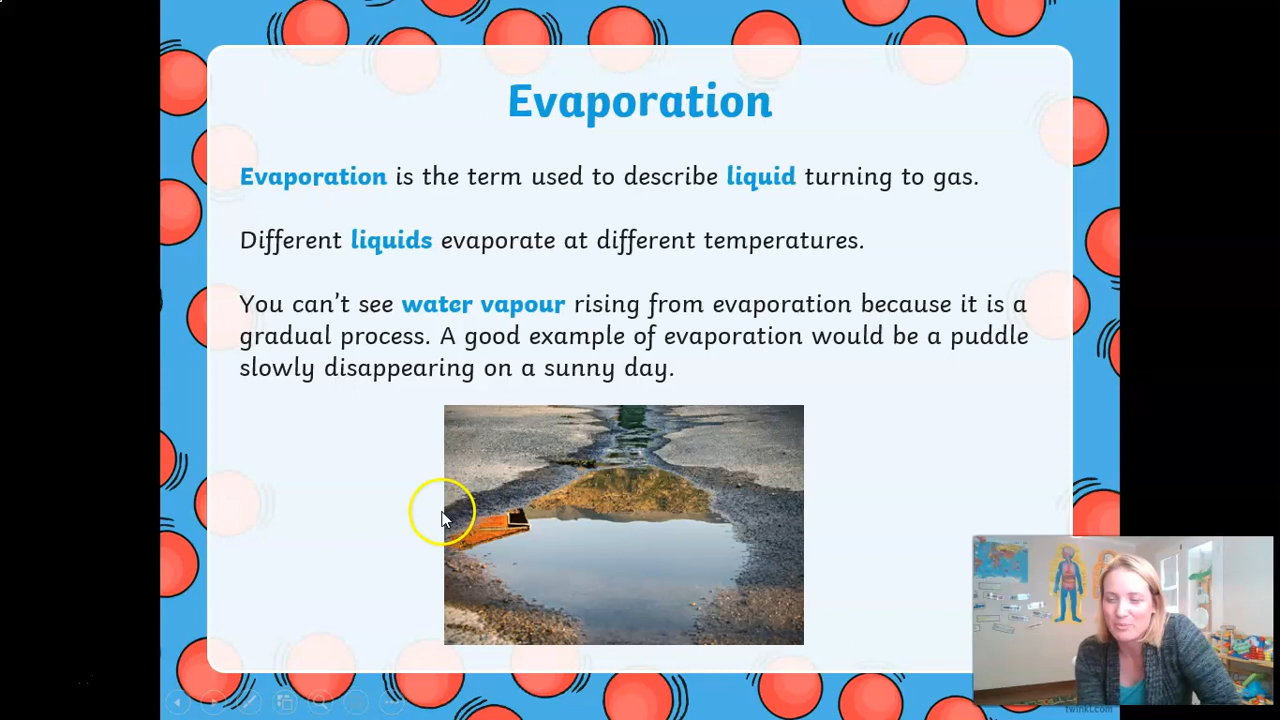 Evaporation
Evaporation is the term used to describe liquid turning to gas.
Different liquids evaporate at different temperatures.
You can't see water vapour rising from evaporation because it is a
gradual process. A good example of evaporation would be a puddle
slowly disappearing on a sunny day.
twinkl.com